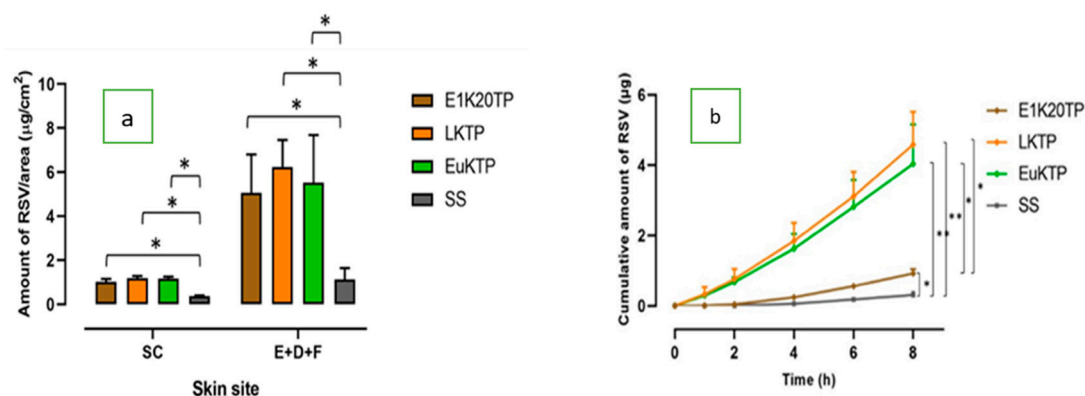 a
Amount of RSV/area (µg/cm²)
10
8
6
4
2
0
* * *
* * *
SC
E+D+F
Skin site
E1K20TP
LKTP
EuKTP
SS
b
Cumulative amount of RSV (µg)
6
4
2
0
0 2 4 6 8
Time (h)
E1K20TP
LKTP
EuKTP
SS
* ** ** * *